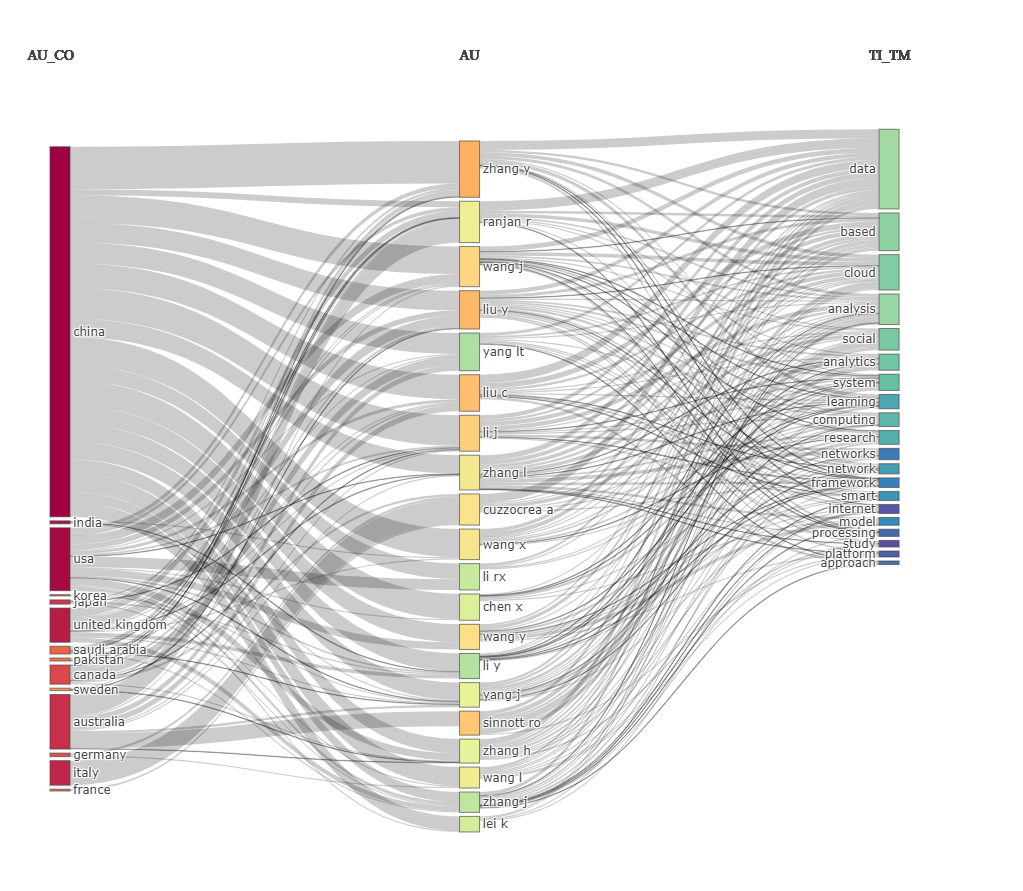 AU_CO
AU
TI_TM
china
india
usa
korea
japan
united kingdom
saudi arabia
pakistan
canada
sweden
australia
germany
italy
france
zhang y
ranjan r
wang j
liu y
yang lt
liu c
li j
zhang l
cuzzocrea a
wang x
li rx
chen x
wang y
li y
yang j
sinnott ro
zhang h
wang l
zhang j
lei k
data
based
cloud
analysis
social
analytics
system
learning
computing
research
networks
network
framework
smart
internet
model
processing
study
platform
approach